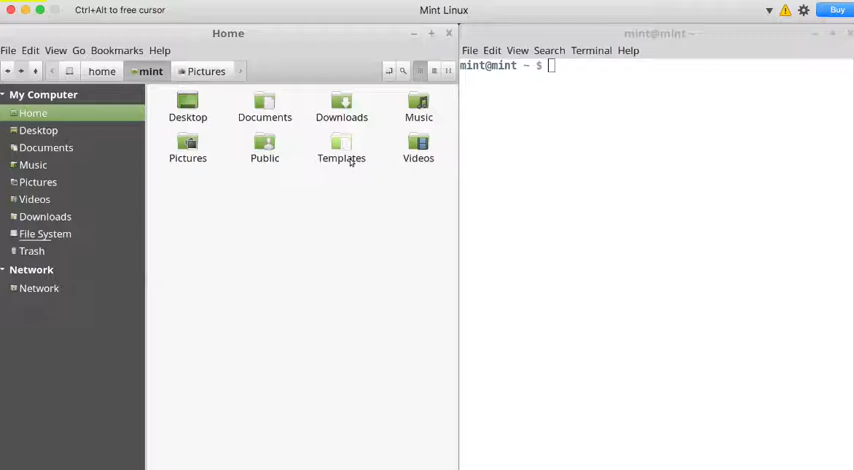 Ctrl+Alt to free cursor
Mint Linux
Buy
Home
File Edit View Go Bookmarks Help
home
mint
Pictures
My Computer
Home
Desktop
Documents
Music
Pictures
Videos
Downloads
File System
Trash
Network
Network
Desktop Documents Downloads Music
Pictures Public Templates Videos
mint@mint ~
File Edit View Search Terminal Help
mint@mint ~ $